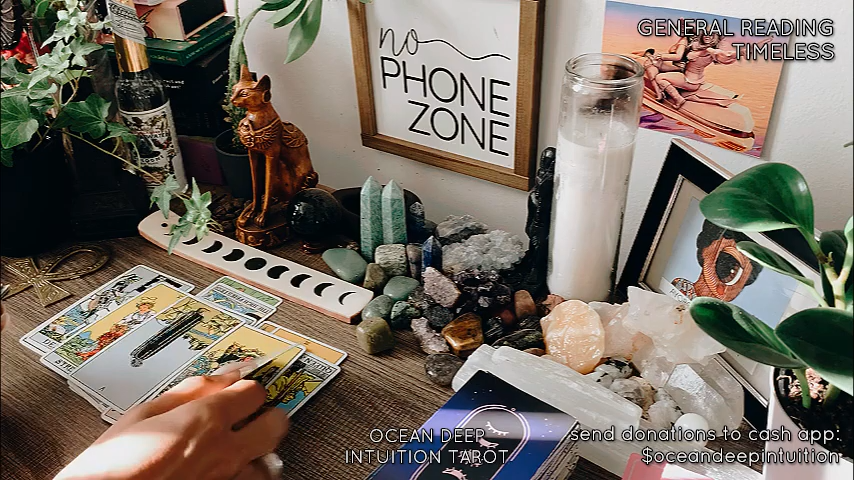 GENERAL READING
TIMELESS
no
PHONE
ZONE
OCEAN DEEP
INTUITION TAROT
send donations to cash app:
$oceandeepintuition